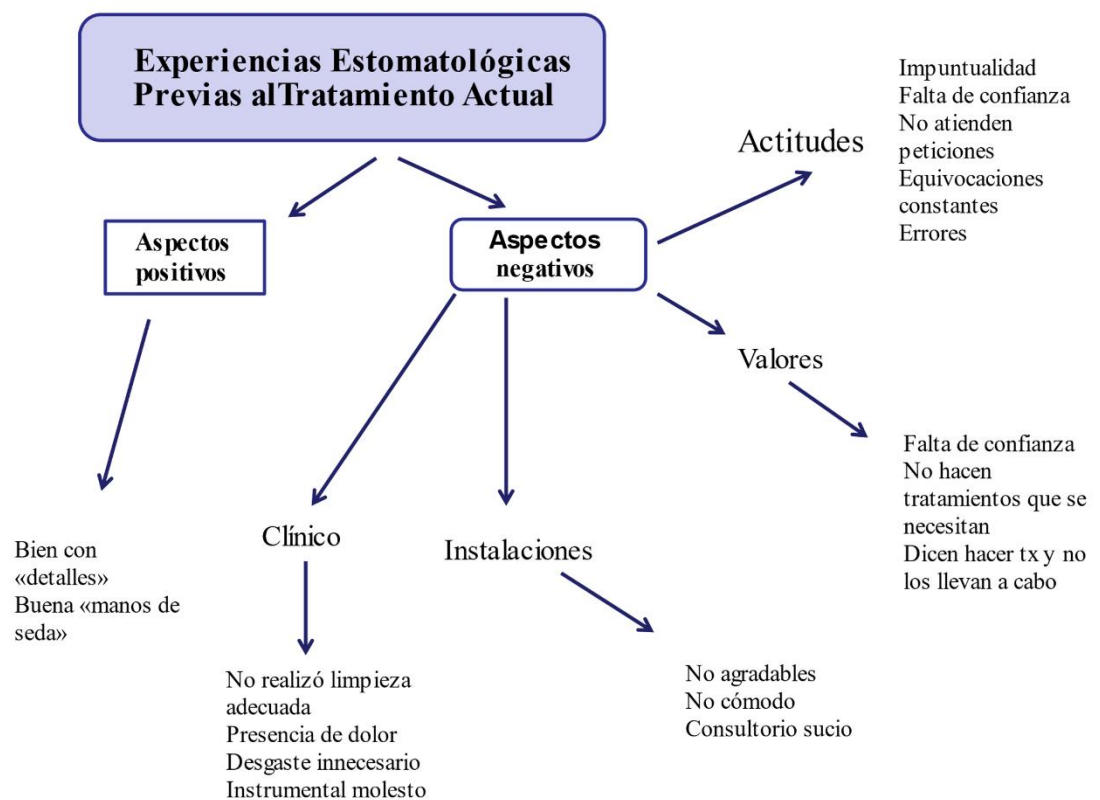 Experiencias Estomatológicas
Previas alTratamiento Actual
Aspectos
positivos
Bien con
«detalles»
Buena «manos de
seda»
Aspectos
negativos
Clínico
No realizó limpieza
adecuada
Presencia de dolor
Desgaste innecesario
Instrumental molesto
Instalaciones
No agradables
No cómodo
Consultorio sucio
Valores
Falta de confianza
No hacen
tratamientos que se
necesitan
Dicen hacer tx y no
los llevan a cabo
Actitudes
Impuntualidad
Falta de confianza
No atienden
peticiones
Equivocaciones
constantes
Errores